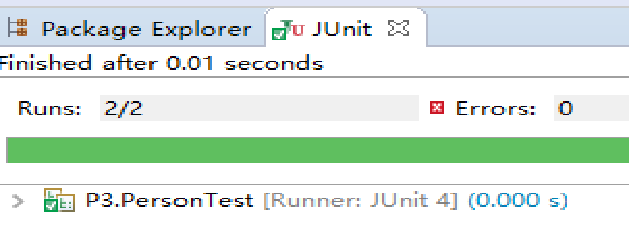 Package Explorer JUnit
Finished after 0.01 seconds
Runs: 2/2 Errors: 0
P3.PersonTest [Runner: JUnit 4] (0.000 s)